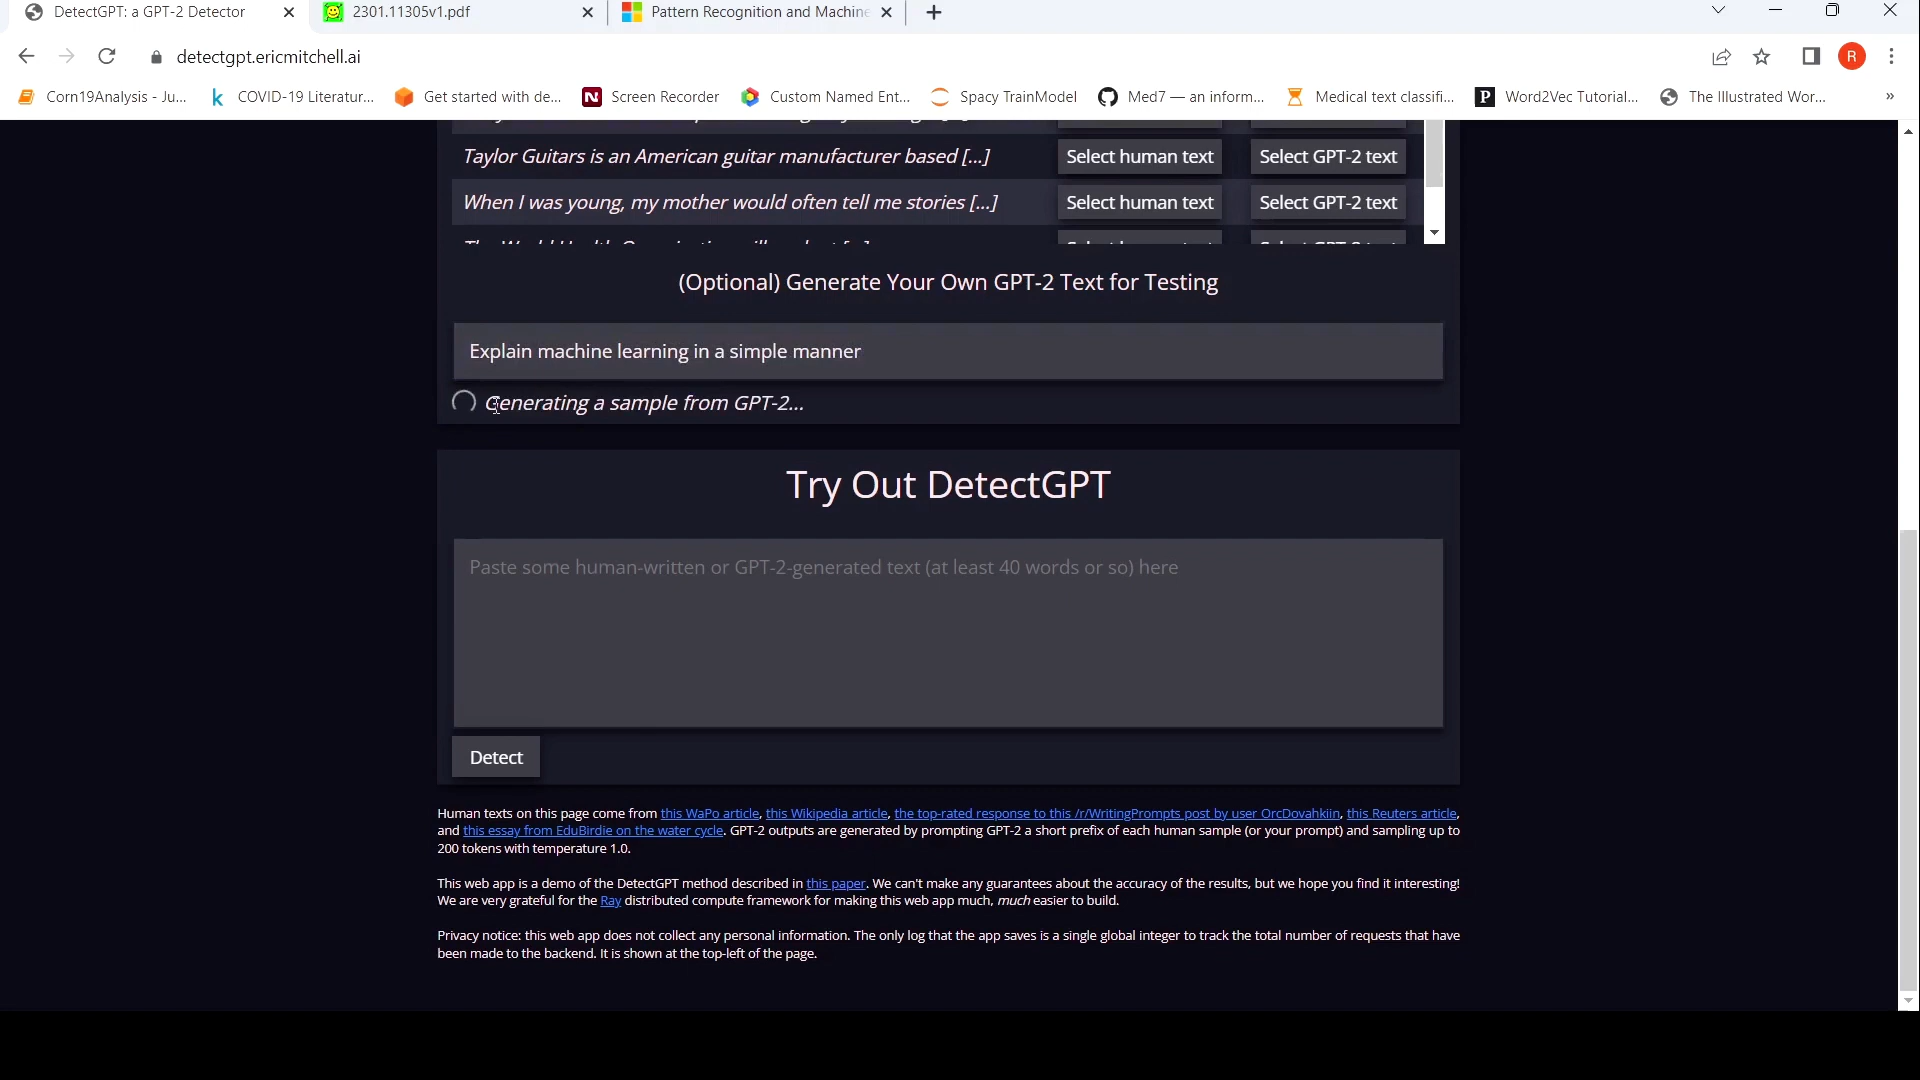 DetectGPT: a GPT-2 Detector
2301.11305v1.pdf
Pattern Recognition and Machine
detectgpt.ericmitchell.ai
R
Corn19Analysis - Ju...
COVID-19 Literatur...
Get started with de...
Screen Recorder
Custom Named Ent...
Spacy TrainModel
Med7 — an inform...
Medical text classifi...
Word2Vec Tutorial...
The Illustrated Wor...
»
Taylor Guitars is an American guitar manufacturer based [...] Select human text Select GPT-2 text
When I was young, my mother would often tell me stories [...] Select human text Select GPT-2 text
(Optional) Generate Your Own GPT-2 Text for Testing
Explain machine learning in a simple manner
Generating a sample from GPT-2...
Try Out DetectGPT
Paste some human-written or GPT-2-generated text (at least 40 words or so) here
Detect
Human texts on this page come from this WaPo article, this Wikipedia article, the top-rated response to this /r/WritingPrompts post by user OrcDovahkiin, this Reuters article,
and this essay from EduBirdie on the water cycle. GPT-2 outputs are generated by prompting GPT-2 a short prefix of each human sample (or your prompt) and sampling up to
200 tokens with temperature 1.0.
This web app is a demo of the DetectGPT method described in this paper. We can't make any guarantees about the accuracy of the results, but we hope you find it interesting!
We are very grateful for the Ray distributed compute framework for making this web app much, much easier to build.
Privacy notice: this web app does not collect any personal information. The only log that the app saves is a single global integer to track the total number of requests that have
been made to the backend. It is shown at the top-left of the page.